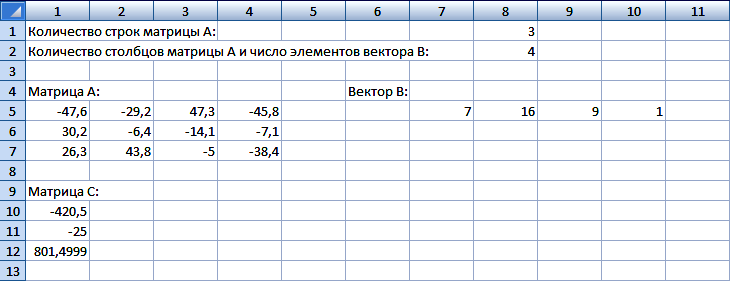 1 2 3 4 5 6 7 8 9 10 11
1 Количество строк матрицы А: 3
2 Количество столбцов матрицы А и число элементов вектора В: 4
3
4 Матрица А: Вектор В:
5 -47,6 -29,2 47,3 -45,8 7 16 9 1
6 30,2 -6,4 -14,1 -7,1
7 26,3 43,8 -5 -38,4
8
9 Матрица С:
10 -420,5
11 -25
12 801,4999
13